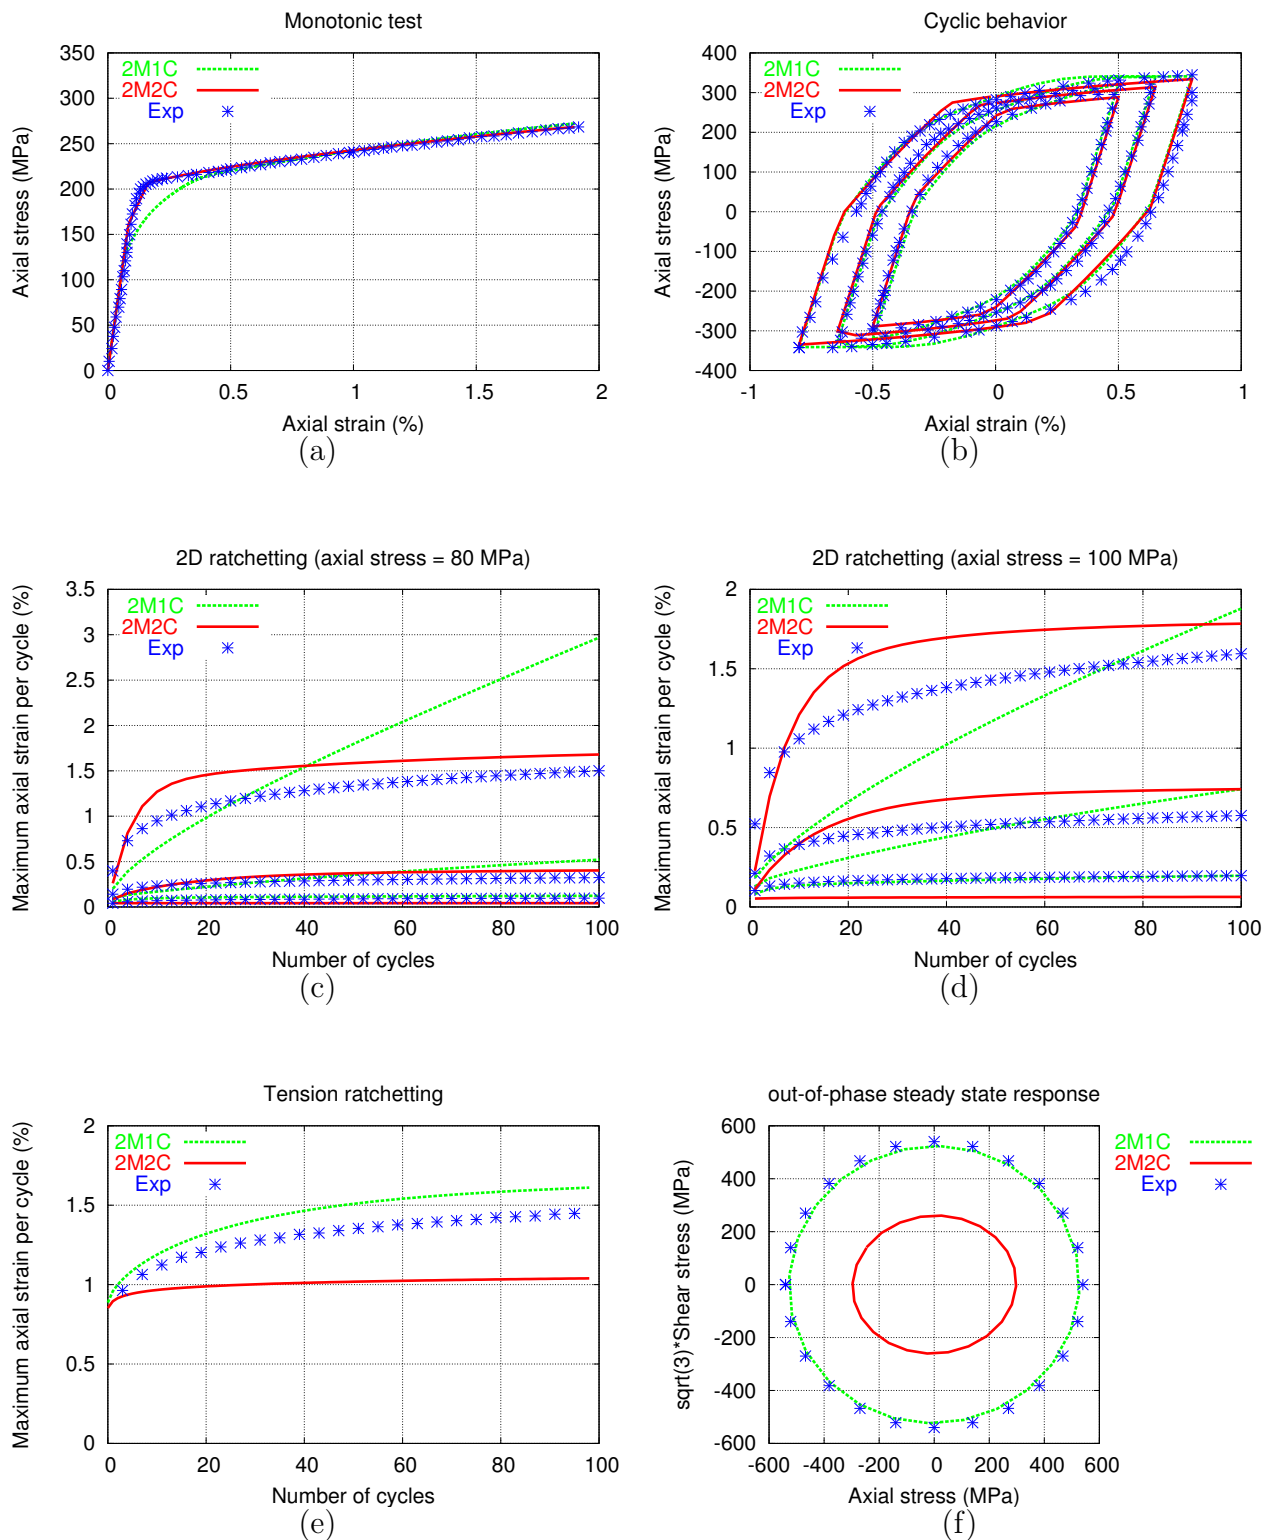 Monotonic test
350
300
250
200
150
100
50
0
0
0.5
1
1.5
2
Axial stress (MPa)
Axial strain (%)
2M1C
2M2C
Exp
(a)
Cyclic behavior
400
300
200
100
0
-100
-200
-300
-400
-1
-0.5
0
0.5
1
Axial stress (MPa)
Axial strain (%)
2M1C
2M2C
Exp
(b)
2D ratchetting (axial stress = 80 MPa)
3.5
3
2.5
2
1.5
1
0.5
0
0
20
40
60
80
100
Maximum axial strain per cycle (%)
Number of cycles
2M1C
2M2C
Exp
(c)
2D ratchetting (axial stress = 100 MPa)
2
1.5
1
0.5
0
0
20
40
60
80
100
Maximum axial strain per cycle (%)
Number of cycles
2M1C
2M2C
Exp
(d)
Tension ratchetting
2
1.5
1
0.5
0
0
20
40
60
80
100
Maximum axial strain per cycle (%)
Number of cycles
2M1C
2M2C
Exp
(e)
out-of-phase steady state response
600
400
200
0
-200
-400
-600
-600
-400
-200
0
200
400
600
sqrt(3)*Shear stress (MPa)
Axial stress (MPa)
2M1C
2M2C
Exp
(f)